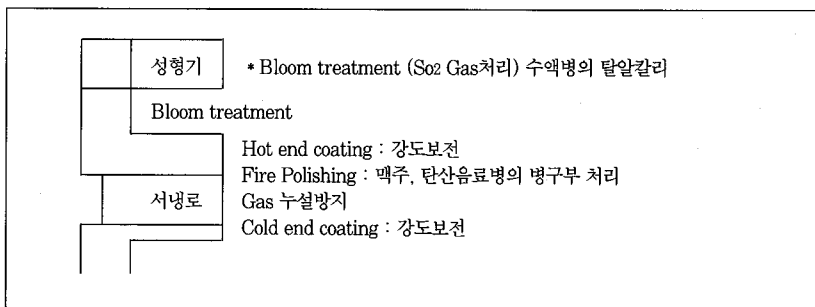 성형기 * Bloom treatment (So2 Gas처리) 수액병의 탈알칼리
Bloom treatment
Hot end coating : 강도보전
Fire Polishing : 맥주, 탄산음료병의 병구부 처리
서냉로 Gas 누설방지
Cold end coating : 강도보전